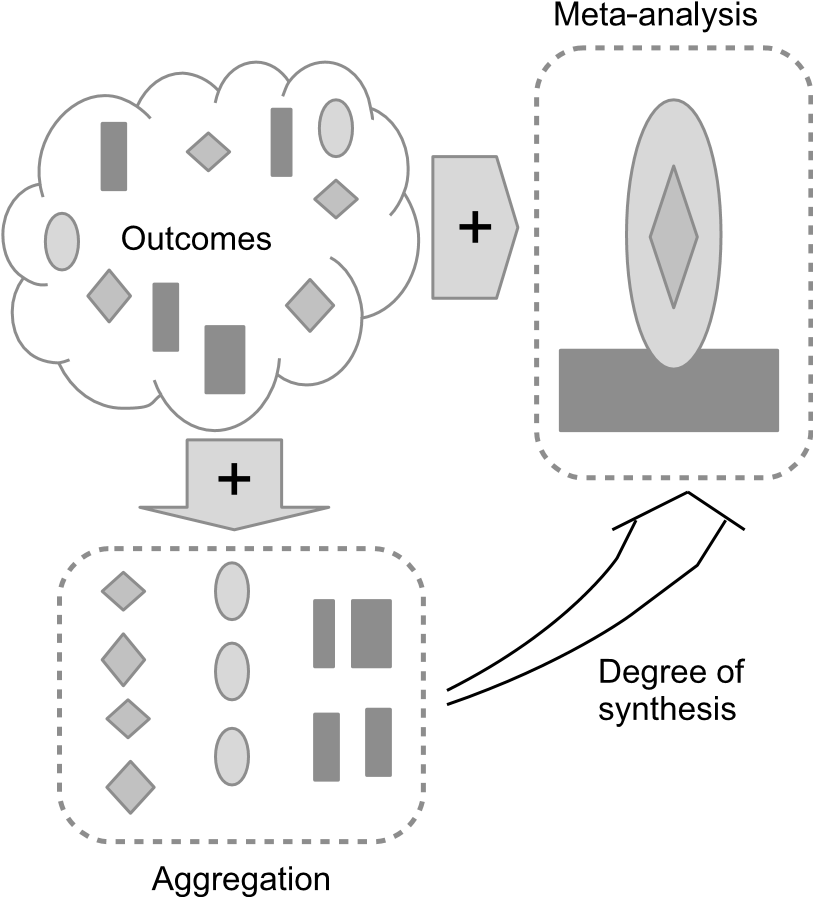 Meta-analysis
Outcomes
+
+
Degree of
synthesis
Aggregation